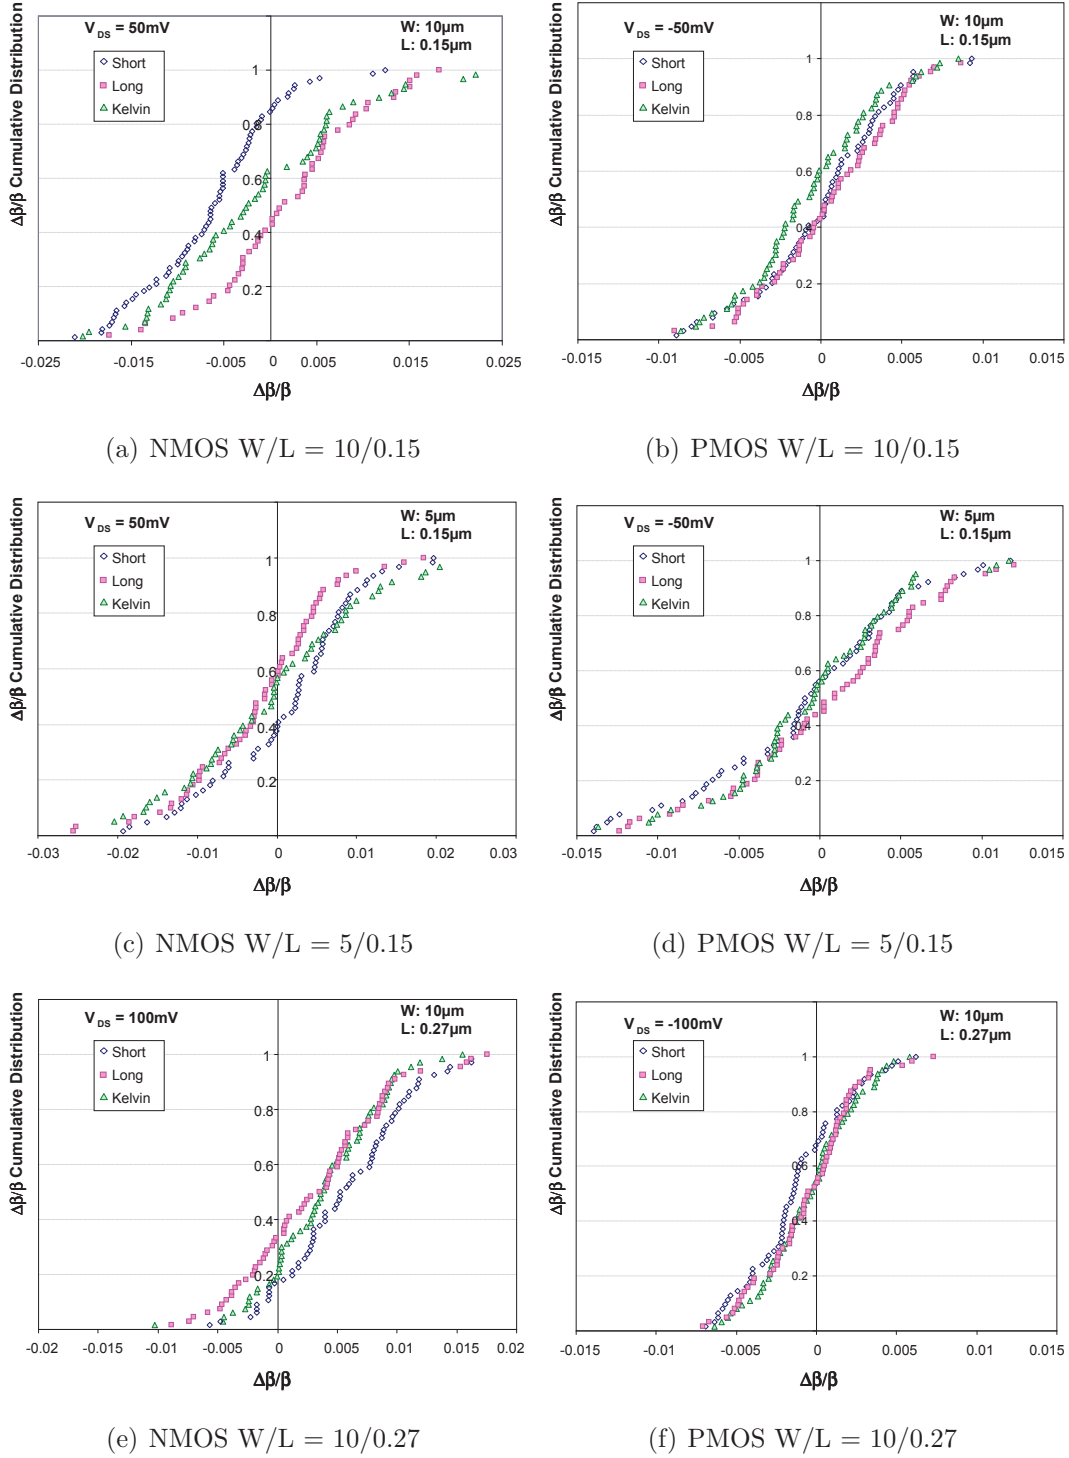 Δβ/β Cumulative Distribution
V DS = 50mV
W: 10µm
L: 0.15µm
Short
Long
Kelvin
1
0.8
0.6
0.4
0.2
-0.025 -0.015 -0.005 0 0.005 0.015 0.025
Δβ/β
(a) NMOS W/L = 10/0.15
Δβ/β Cumulative Distribution
V DS = -50mV
W: 10µm
L: 0.15µm
Short
Long
Kelvin
1
0.8
0.6
0.4
0.2
-0.015 -0.01 -0.005 0 0.005 0.01 0.015
Δβ/β
(b) PMOS W/L = 10/0.15
Δβ/β Cumulative Distribution
V DS = 50mV
W: 5µm
L: 0.15µm
Short
Long
Kelvin
1
0.8
0.6
0.4
0.2
-0.03 -0.02 -0.01 0 0.01 0.02 0.03
Δβ/β
(c) NMOS W/L = 5/0.15
Δβ/β Cumulative Distribution
V DS = -50mV
W: 5µm
L: 0.15µm
Short
Long
Kelvin
1
0.8
0.6
0.4
0.2
-0.015 -0.01 -0.005 0 0.005 0.01 0.015
Δβ/β
(d) PMOS W/L = 5/0.15
Δβ/β Cumulative Distribution
V DS = 100mV
W: 10µm
L: 0.27µm
Short
Long
Kelvin
1
0.8
0.6
0.4
0.2
-0.02 -0.015 -0.01 -0.005 0 0.005 0.01 0.015 0.02
Δβ/β
(e) NMOS W/L = 10/0.27
Δβ/β Cumulative Distribution
V DS = -100mV
W: 10µm
L: 0.27µm
Short
Long
Kelvin
1
0.8
0.6
0.4
0.2
-0.015 -0.01 -0.005 0 0.005 0.01 0.015
Δβ/β
(f) PMOS W/L = 10/0.27